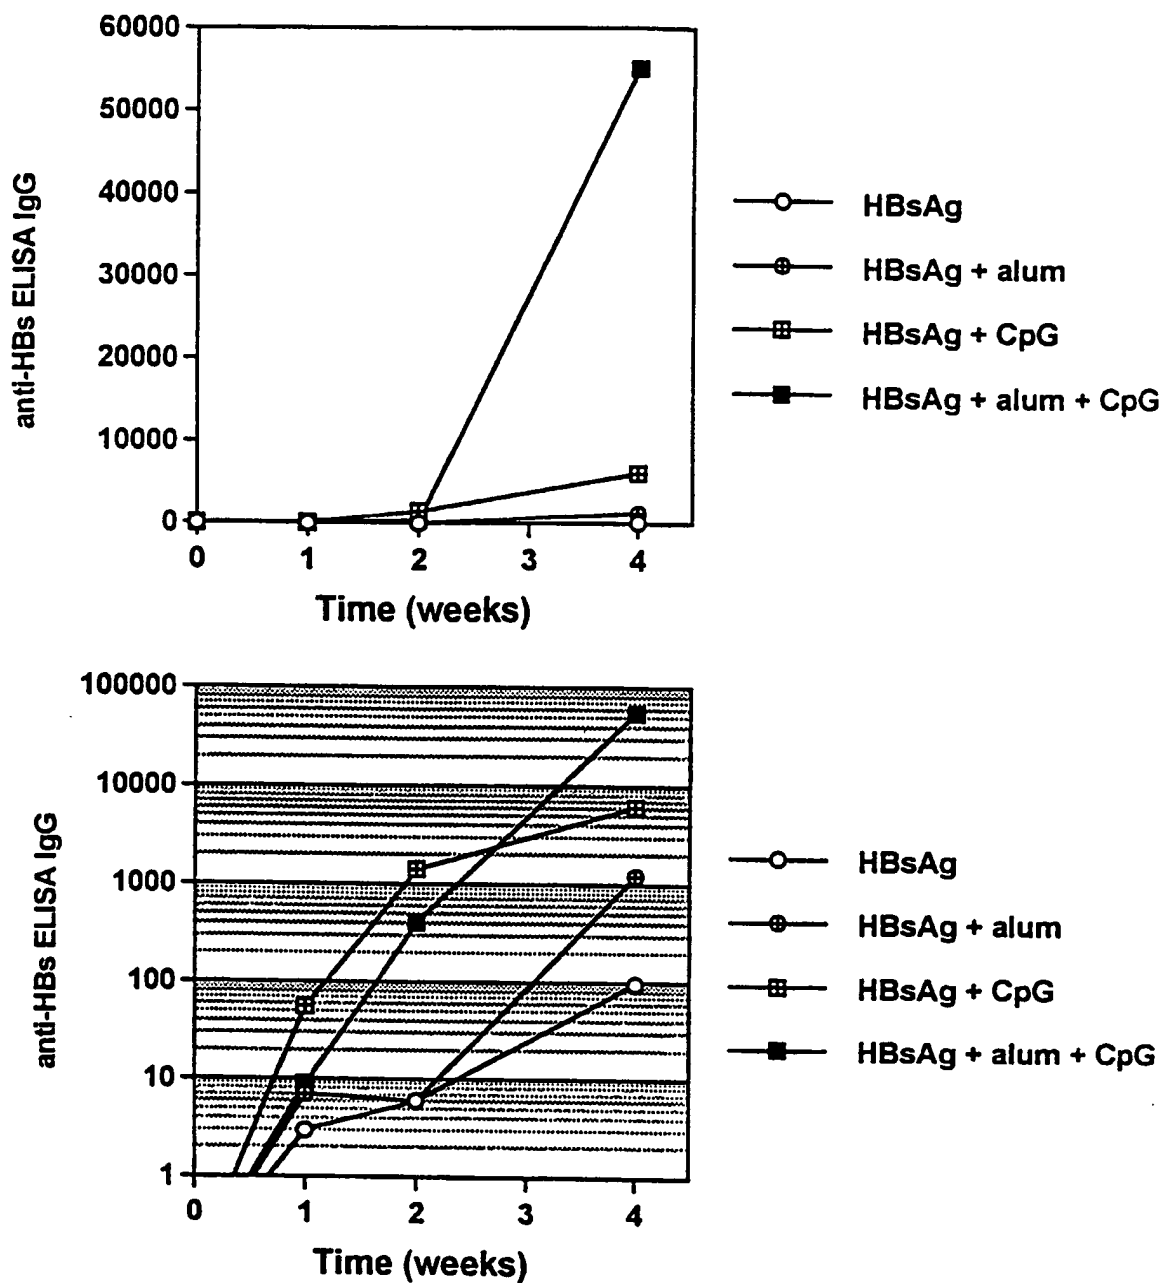 60000
50000
40000
30000
20000
10000
0
anti-HBs ELISA IgG
0 1 2 3 4
Time (weeks)
HBsAg
HBsAg + alum
HBsAg + CpG
HBsAg + alum + CpG
100000
10000
1000
100
10
1
anti-HBs ELISA IgG
0 1 2 3 4
Time (weeks)
HBsAg
HBsAg + alum
HBsAg + CpG
HBsAg + alum + CpG